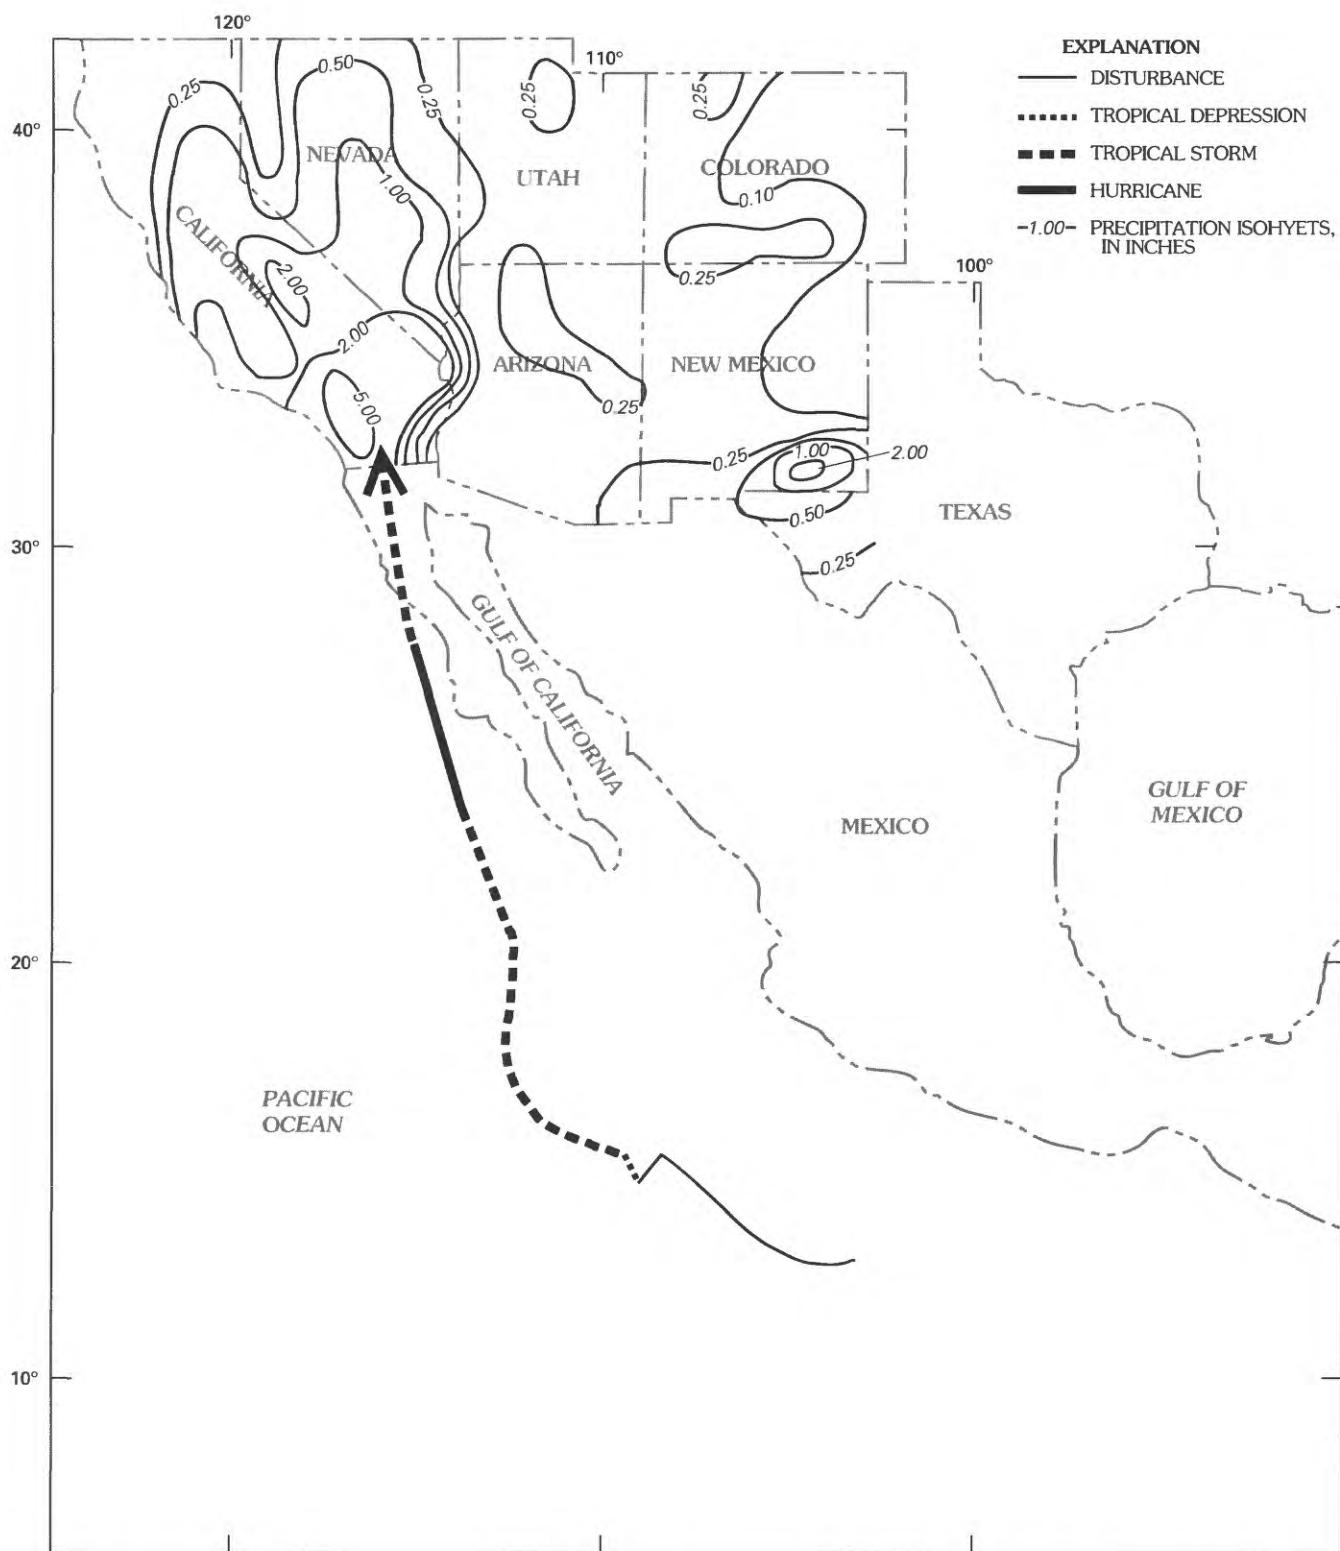 120°
110°
EXPLANATION
DISTURBANCE
TROPICAL DEPRESSION
TROPICAL STORM
HURRICANE
-1.00- PRECIPITATION ISOHYETS,
IN INCHES
40°
0.25
0.50
0.25
0.25
0.25
NEVADA
UTAH
COLORADO
1.00
0.10
CALIFORNIA
2.00
0.25
100°
2.00
ARIZONA
NEW MEXICO
5.00
0.25
0.25
1.00
2.00
0.50
TEXAS
30°
0.25
GULF OF CALIFORNIA
GULF OF
MEXICO
MEXICO
20°
PACIFIC
OCEAN
10°